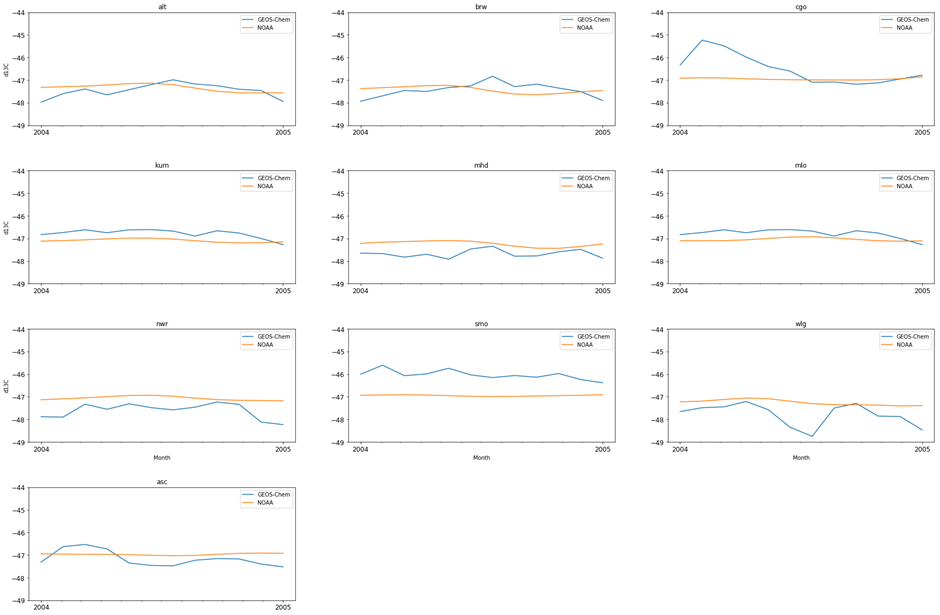 alt
−44
−45
−46
−47
−48
−49
d13C
GEOS-Chem
NOAA
2004
2005
brw
−44
−45
−46
−47
−48
−49
GEOS-Chem
NOAA
2004
2005
cgo
−44
−45
−46
−47
−48
−49
GEOS-Chem
NOAA
2004
2005
kum
−44
−45
−46
−47
−48
−49
d13C
GEOS-Chem
NOAA
2004
2005
mhd
−44
−45
−46
−47
−48
−49
GEOS-Chem
NOAA
2004
2005
mlo
−44
−45
−46
−47
−48
−49
GEOS-Chem
NOAA
2004
2005
nwr
−44
−45
−46
−47
−48
−49
d13C
GEOS-Chem
NOAA
2004
2005
Month
smo
−44
−45
−46
−47
−48
−49
GEOS-Chem
NOAA
2004
2005
wlg
−44
−45
−46
−47
−48
−49
GEOS-Chem
NOAA
2004
2005
Month
asc
−44
−45
−46
−47
−48
−49
GEOS-Chem
NOAA
2004
2005